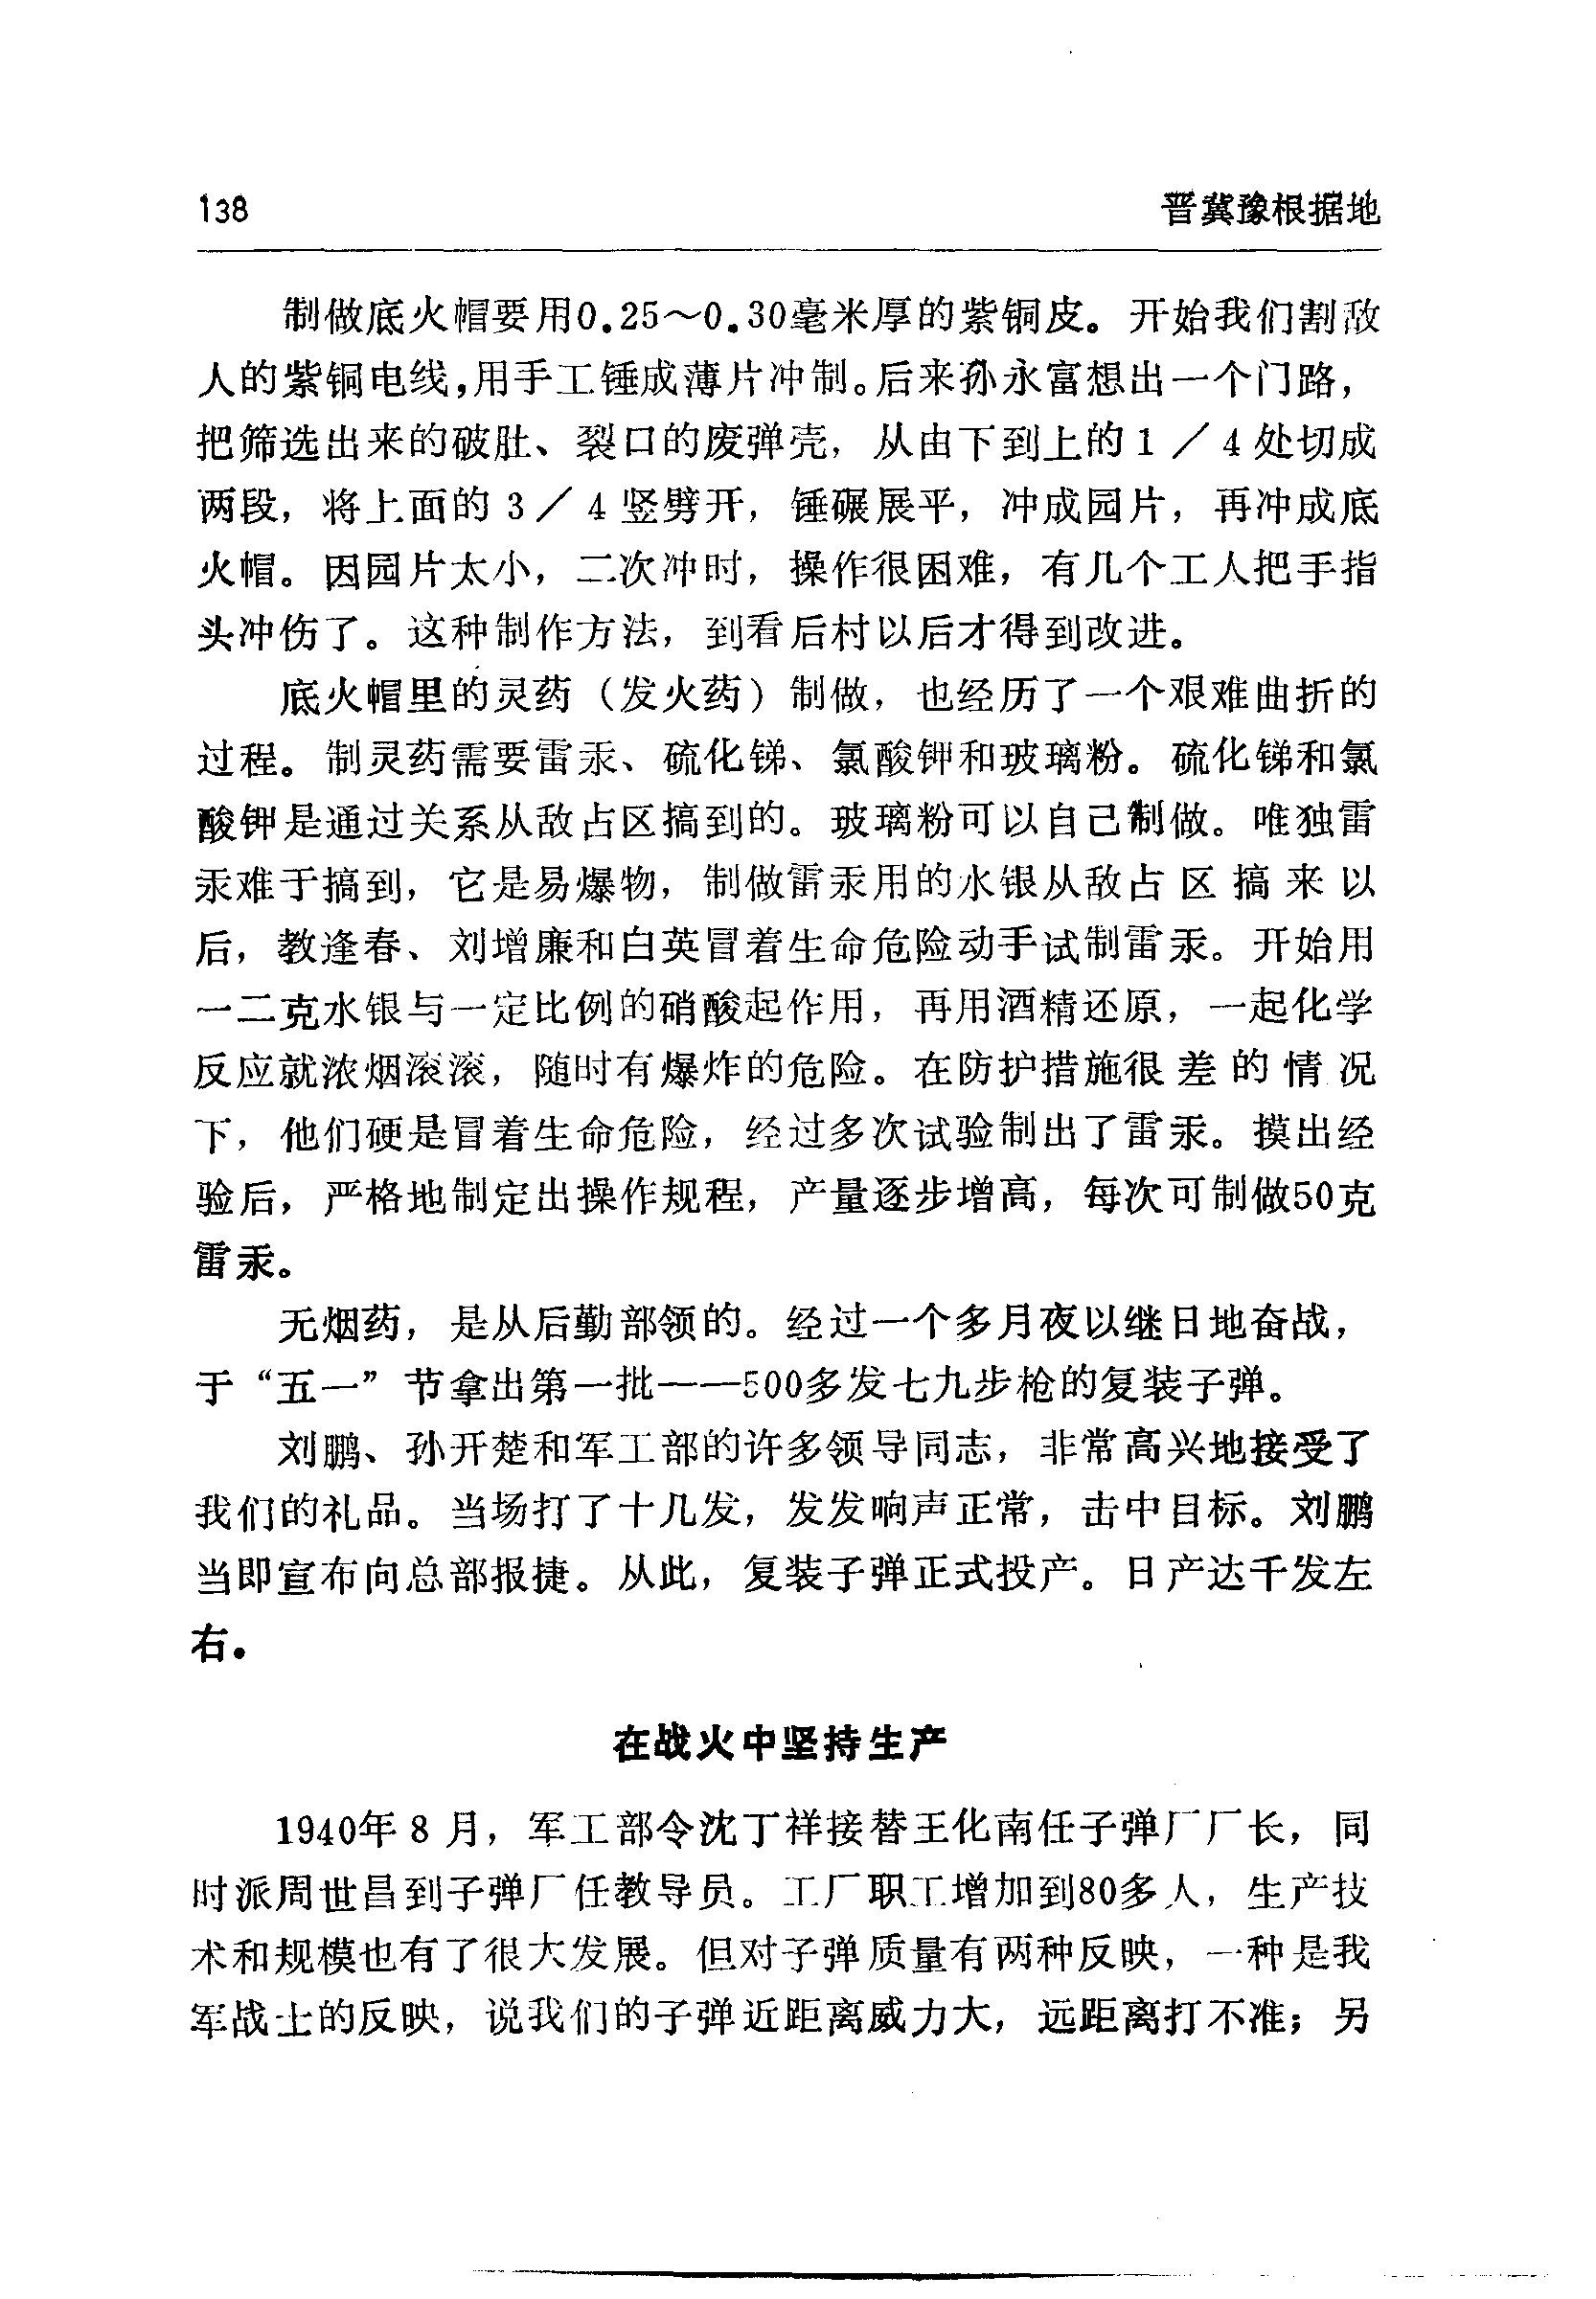 138
晋冀豫根据地
制做底火帽要用0.25～0.30毫米厚的紫铜皮。开始我们割敌
人的紫铜电线，用手工锤成薄片冲制。后来孙永富想出一个门路，
把筛选出来的破肚、裂口的废弹壳，从由下到上的1／4处切成
两段，将上面的3／4竖劈开，锤碾展平，冲成园片，再冲成底
火帽。因园片太小，二次冲时，操作很困难，有几个工人把手指
头冲伤了。这种制作方法，到看后村以后才得到改进。
底火帽里的灵药（发火药）制做，也经历了一个艰难曲折的
过程。制灵药需要雷汞、硫化锑、氯酸钾和玻璃粉。硫化锑和氯
酸钾是通过关系从敌占区搞到的。玻璃粉可以自己制做。唯独雷
汞难于搞到，它是易爆物，制做雷汞用的水银从敌占区搞来以
后，教逢春、刘增廉和白英冒着生命危险动手试制雷汞。开始用
一二克水银与一定比例的硝酸起作用，再用酒精还原，一起化学
反应就浓烟滚滚，随时有爆炸的危险。在防护措施很差的情况
下，他们硬是冒着生命危险，经过多次试验制出了雷汞。摸出经
验后，严格地制定出操作规程，产量逐步增高，每次可制做50克
雷汞。
无烟药，是从后勤部领的。经过一个多月夜以继日地奋战，
于“五一”节拿出第一批——500多发七九步枪的复装子弹。
刘鹏、孙开楚和军工部的许多领导同志，非常高兴地接受了
我们的礼品。当场打了十几发，发发响声正常，击中目标。刘鹏
当即宣布向总部报捷。从此，复装子弹正式投产。日产达千发左
右。
在战火中坚持生产
1940年8月，军工部令沈丁祥接替王化南任子弹厂厂长，同
时派周世昌到子弹厂任教导员。工厂职工增加到80多人，生产技
术和规模也有了很大发展。但对子弹质量有两种反映，一种是我
军战士的反映，说我们的子弹近距离威力大，远距离打不准；另